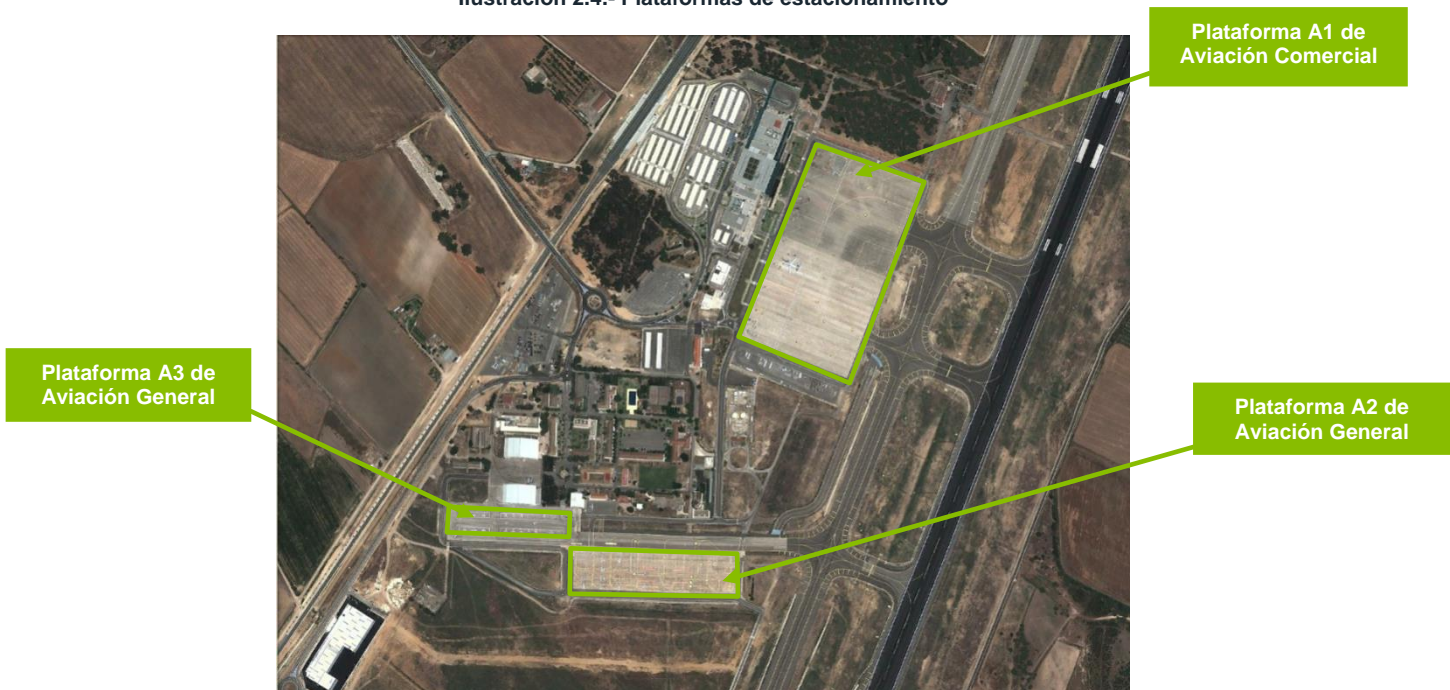 Ilustración 2.4.- Plataformas de estacionamiento
Plataforma A1 de
Aviación Comercial
Plataforma A3 de
Aviación General
Plataforma A2 de
Aviación General